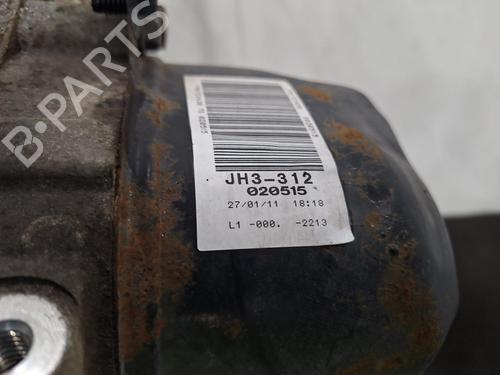 B-PARTS
JH3-312
020515
27/01/11 18:18
L1 -000. -2213